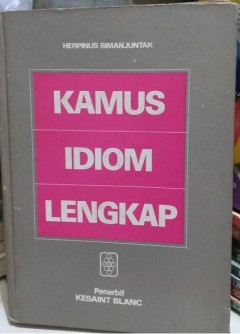 HERPINUS SIMANJUNTAK
KAMUS
IDIOM
LENGKAP
Penerbit
KESAINT BLANC